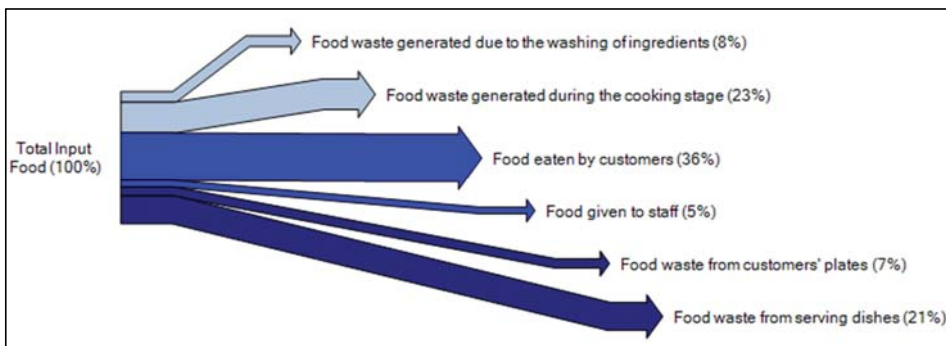 Food waste generated due to the washing of ingredients (8%)
Food waste generated during the cooking stage (23%)
Total Input
Food (100%)
Food eaten by customers (36%)
Food given to staff (5%)
Food waste from customers' plates (7%)
Food waste from serving dishes (21%)